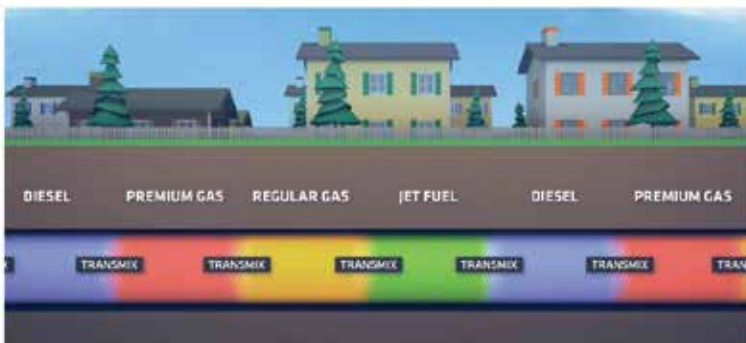 DIESEL PREMIUM GAS REGULAR GAS JET FUEL DIESEL PREMIUM GAS
TRANSMIX TRANSMIX TRANSMIX TRANSMIX TRANSMIX